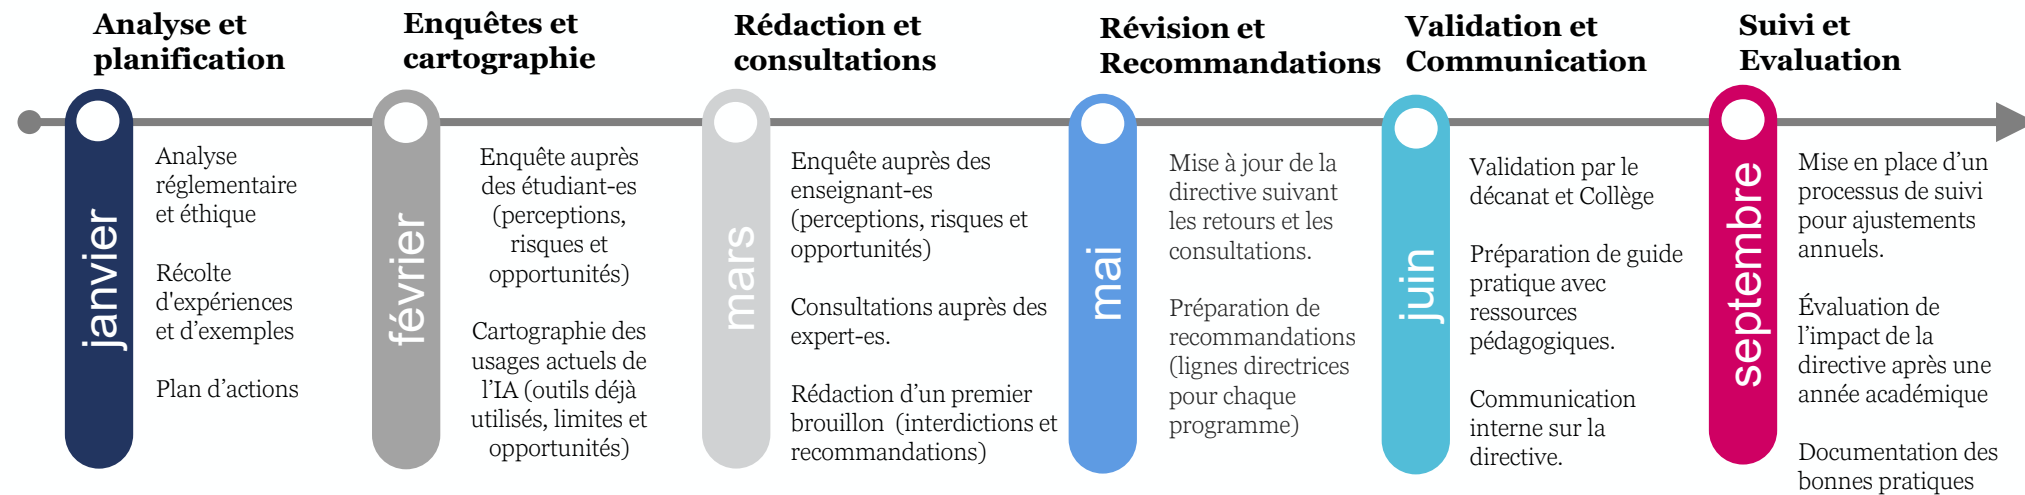 Analyse et
planification
janvier
Analyse
réglementaire
et éthique
Récolte
d'expériences
et d’exemples
Plan d’actions
Enquêtes et
cartographie
février
Enquête auprès
des étudiant-es
(perceptions,
risques et
opportunités)
Cartographie des
usages actuels de
l’IA (outils déjà
utilisés, limites et
opportunités)
Rédaction et
consultations
mars
Enquête auprès des
enseignant-es
(perceptions, risques et
opportunités)
Consultations auprès des
expert-es.
Rédaction d’un premier
brouillon (interdictions et
recommandations)
Révision et
Recommandations
mai
Mise à jour de la
directive suivant
les retours et les
consultations.
Préparation de
recommandations
(lignes directrices
pour chaque
programme)
Validation et
Communication
juin
Validation par le
décanat et Collège
Préparation de guide
pratique avec
ressources
pédagogiques.
Communication
interne sur la
directive.
Suivi et
Evaluation
septembre
Mise en place d’un
processus de suivi
pour ajustements
annuels.
Évaluation de
l’impact de la
directive après une
année académique
Documentation des
bonnes pratiques